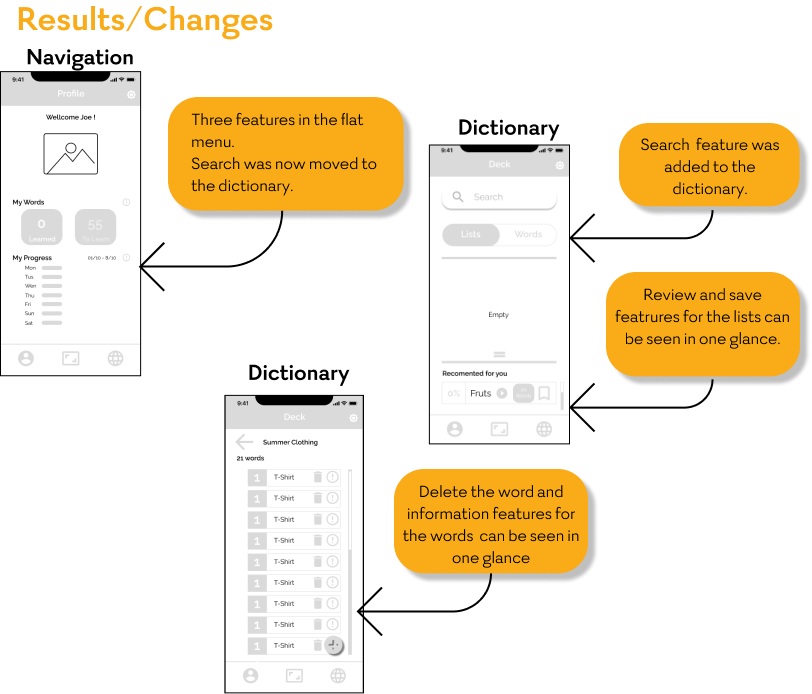 Results/Changes
Navigation
9:41
Profile
Wellcome Joe !
My Words
0
Learned
55
To Learn
My Progress
01/10 - 8/10
Mon
Tus
Wen
Thu
Fri
Sun
Sat
Three features in the flat
menu.
Search was now moved to
the dictionary.
Dictionary
9:41
Deck
Search
Lists
Words
Empty
Recomented for you
0%
Fruts
Search feature was
added to the
dictionary.
Review and save
featrures for the lists can
be seen in one glance.
Dictionary
9:41
Deck
Summer Clothing
21 words
1 T-Shirt
1 T-Shirt
1 T-Shirt
1 T-Shirt
1 T-Shirt
1 T-Shirt
1 T-Shirt
1 T-Shirt
1 T-Shirt
Delete the word and
information features for
the words can be seen in
one glance